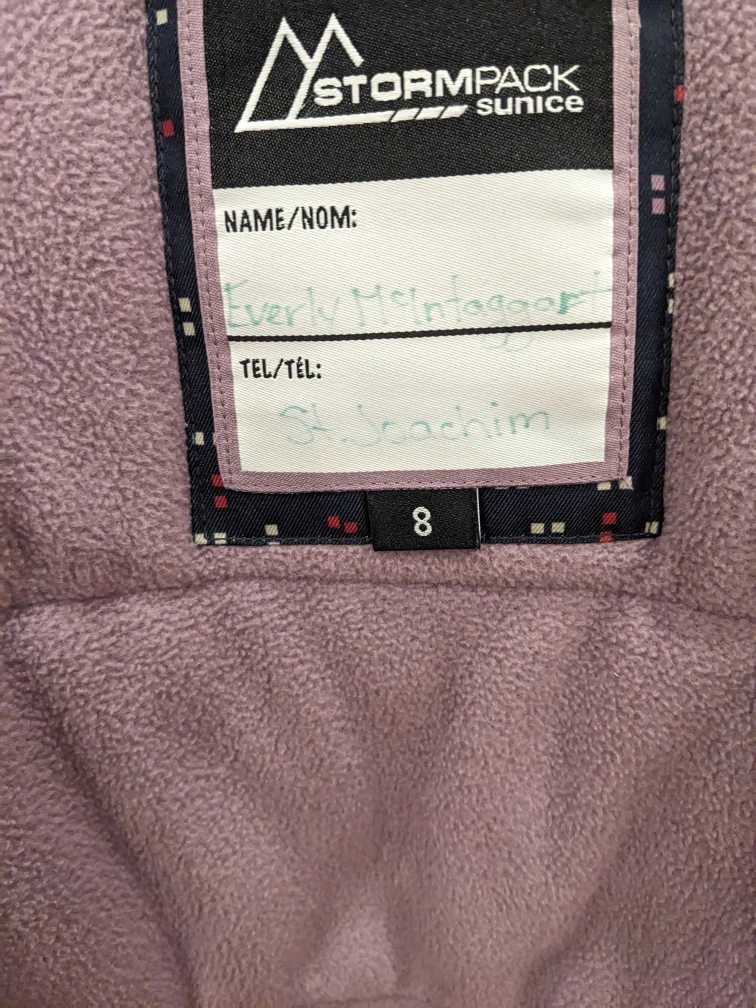 STORMPACK
sunice
NAME/NOM:
Everly McIntaggart
TEL/TÉL:
St. Joachim
8